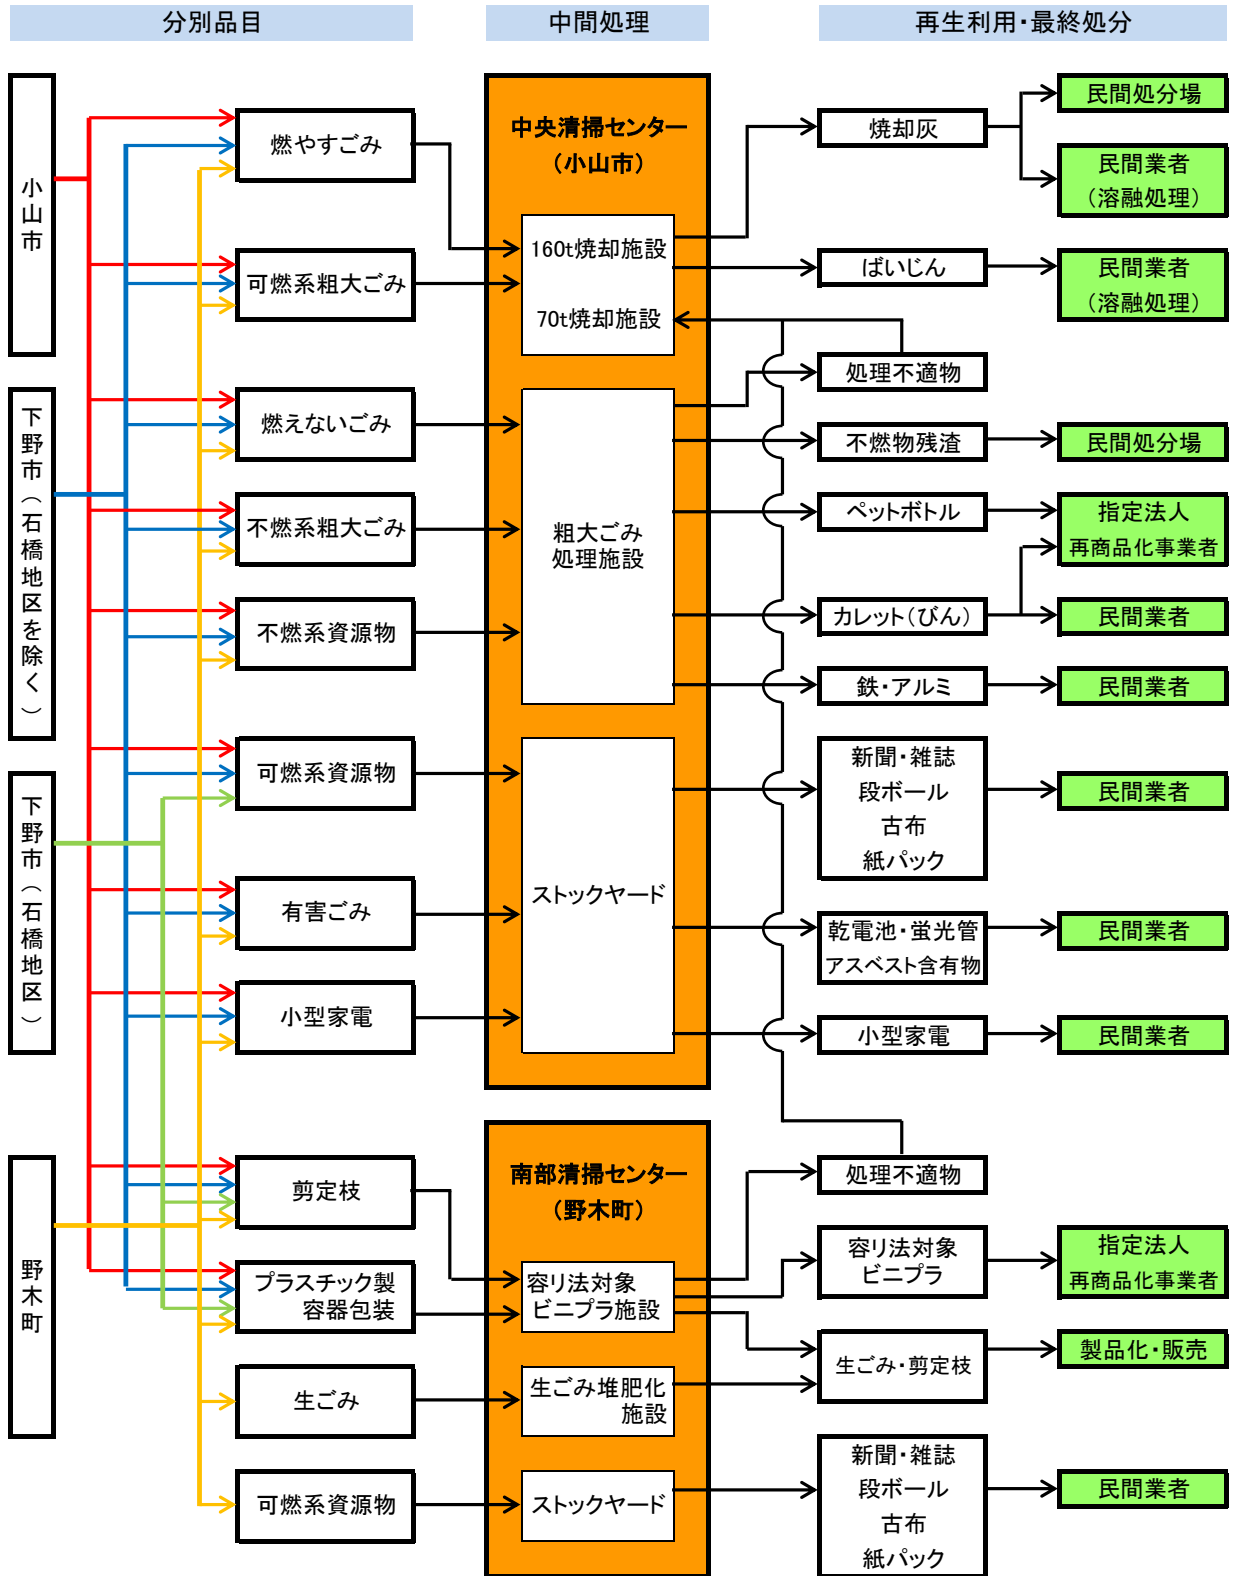 分別品目
中間処理
再生利用・最終処分
小山市
下野市（石橋地区を除く）
下野市（石橋地区）
野木町
燃やすごみ
可燃系粗大ごみ
燃えないごみ
不燃系粗大ごみ
不燃系資源物
可燃系資源物
有害ごみ
小型家電
剪定枝
プラスチック製
容器包装
生ごみ
可燃系資源物
中央清掃センター
（小山市）
160t焼却施設
70t焼却施設
粗大ごみ
処理施設
ストックヤード
南部清掃センター
（野木町）
容リ法対象
ビニプラ施設
生ごみ堆肥化
施設
ストックヤード
焼却灰
ばいじん
処理不適物
不燃物残渣
ペットボトル
カレット（びん）
鉄・アルミ
新聞・雑誌
段ボール
古布
紙パック
乾電池・蛍光管
アスベスト含有物
小型家電
処理不適物
容リ法対象
ビニプラ
生ごみ・剪定枝
新聞・雑誌
段ボール
古布
紙パック
民間処分場
民間業者
（溶融処理）
民間業者
（溶融処理）
民間処分場
指定法人
再商品化事業者
民間業者
民間業者
民間業者
民間業者
民間業者
指定法人
再商品化事業者
製品化・販売
民間業者